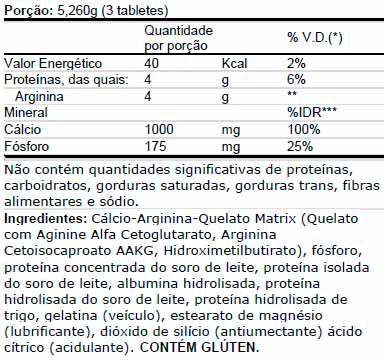 Porção: 5,260g (3 tabletes)
Quantidade por porção % V.D.(*)
Valor Energético 40 Kcal 2%
Proteínas, das quais: 4 g 6%
Arginina 4 g **
Mineral %IDR***
Cálcio 1000 mg 100%
Fósforo 175 mg 25%
Não contém quantidades significativas de proteínas,
carboidratos, gorduras saturadas, gorduras trans, fibras
alimentares e sódio.
Ingredientes: Cálcio-Arginina-Quelato Matrix (Quelato
com Aginine Alfa Cetoglutarato, Arginina
Cetoisocaproato AAKG, Hidroximetilbutirato), fósforo,
proteína concentrada do soro de leite, proteína isolada
do soro de leite, albumina hidrolisada, proteína
hidrolisada do soro de leite, proteína hidrolisada de
trigo, gelatina (veículo), estearato de magnésio
(lubrificante), dióxido de silício (antiumectante) ácido
cítrico (acidulante). CONTÉM GLÚTEN.